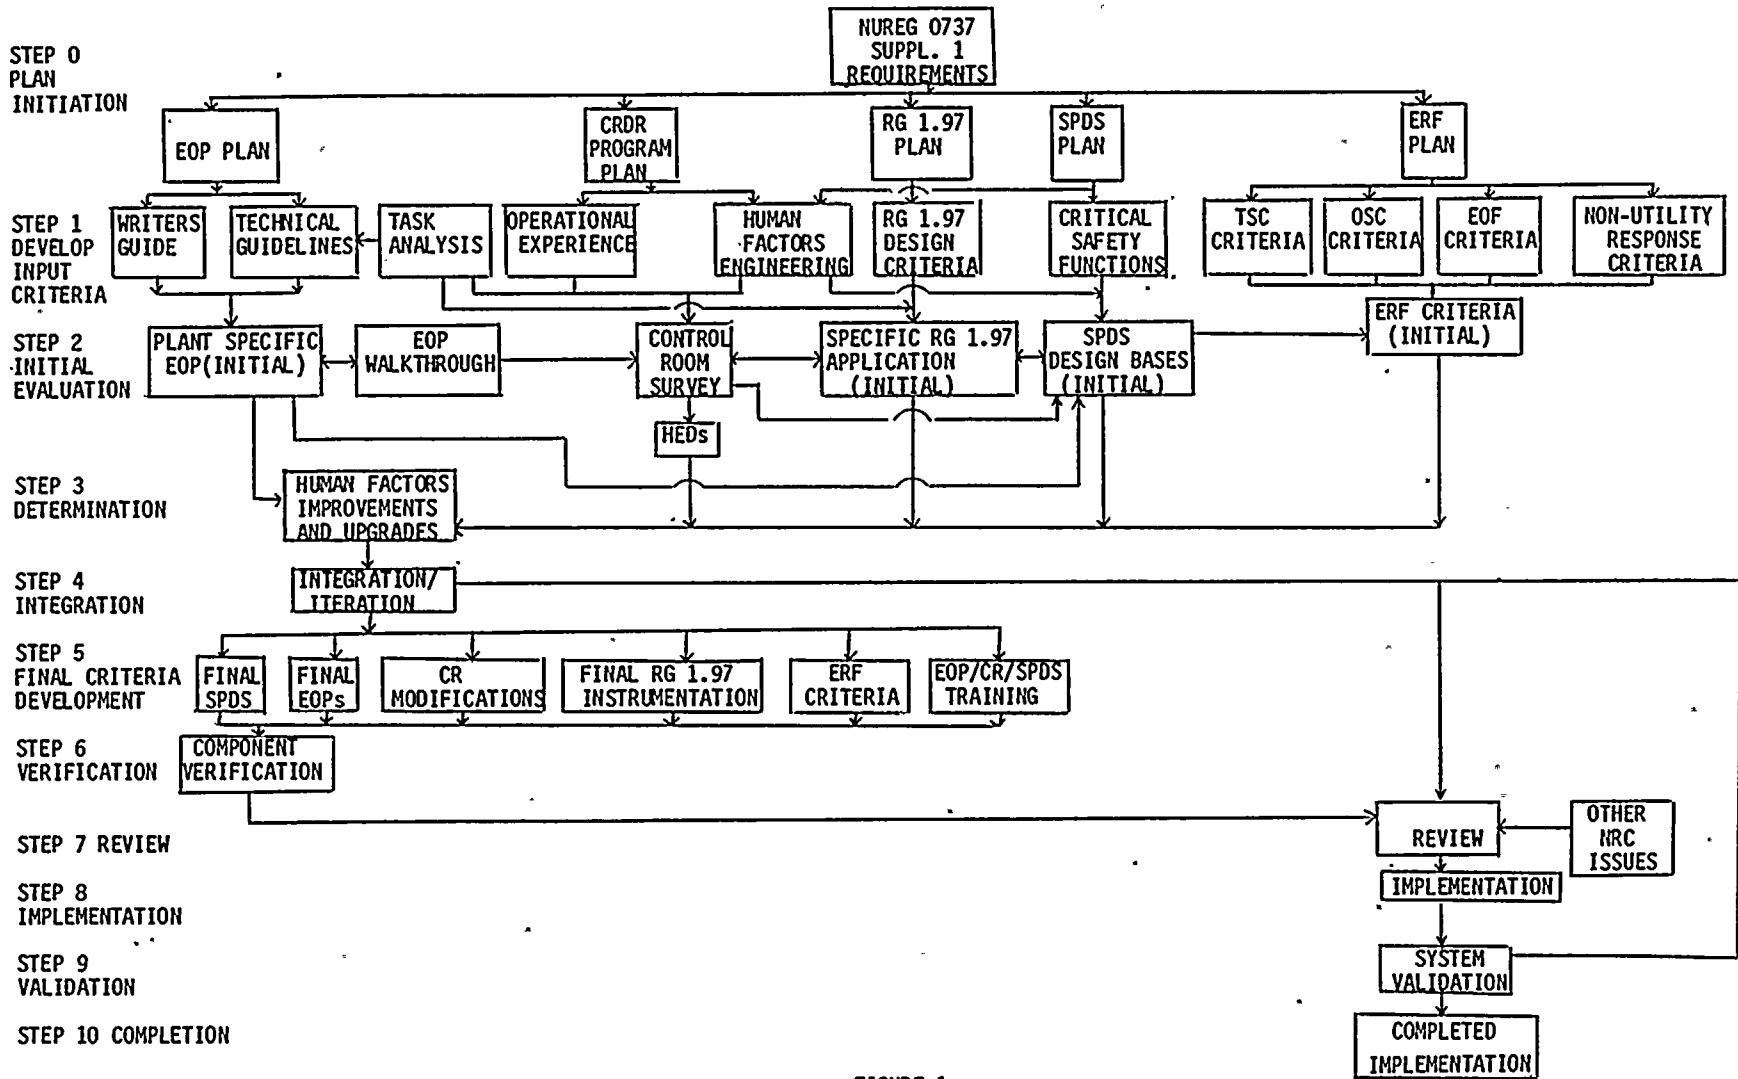 NUREG 0737
SUPPL. 1
REQUIREMENTS
STEP 0
PLAN
INITIATION
EOP PLAN
CRDR
PROGRAM
PLAN
RG 1.97
PLAN
SPDS
PLAN
ERF
PLAN
STEP 1
DEVELOP
INPUT
CRITERIA
WRITERS
GUIDE
TECHNICAL
GUIDELINES
TASK
ANALYSIS
OPERATIONAL
EXPERIENCE
HUMAN
FACTORS
ENGINEERING
RG 1.97
DESIGN
CRITERIA
CRITICAL
SAFETY
FUNCTIONS
TSC
CRITERIA
OSC
CRITERIA
EOF
CRITERIA
NON-UTILITY
RESPONSE
CRITERIA
STEP 2
INITIAL
EVALUATION
PLANT SPECIFIC
EOP(INITIAL)
EOP
WALKTHROUGH
CONTROL
ROOM
SURVEY
SPECIFIC RG 1.97
APPLICATION
(INITIAL)
SPDS
DESIGN BASES
(INITIAL)
ERF CRITERIA
(INITIAL)
HEDs
STEP 3
DETERMINATION
HUMAN FACTORS
IMPROVEMENTS
AND UPGRADES
STEP 4
INTEGRATION
INTEGRATION/
ITERATION
STEP 5
FINAL CRITERIA
DEVELOPMENT
FINAL
SPDS
FINAL
EOPs
CR
MODIFICATIONS
FINAL RG 1.97
INSTRUMENTATION
ERF
CRITERIA
EOP/CR/SPDS
TRAINING
STEP 6
VERIFICATION
COMPONENT
VERIFICATION
STEP 7 REVIEW
REVIEW
OTHER
NRC
ISSUES
STEP 8
IMPLEMENTATION
IMPLEMENTATION
STEP 9
VALIDATION
SYSTEM
VALIDATION
STEP 10 COMPLETION
COMPLETED
IMPLEMENTATION